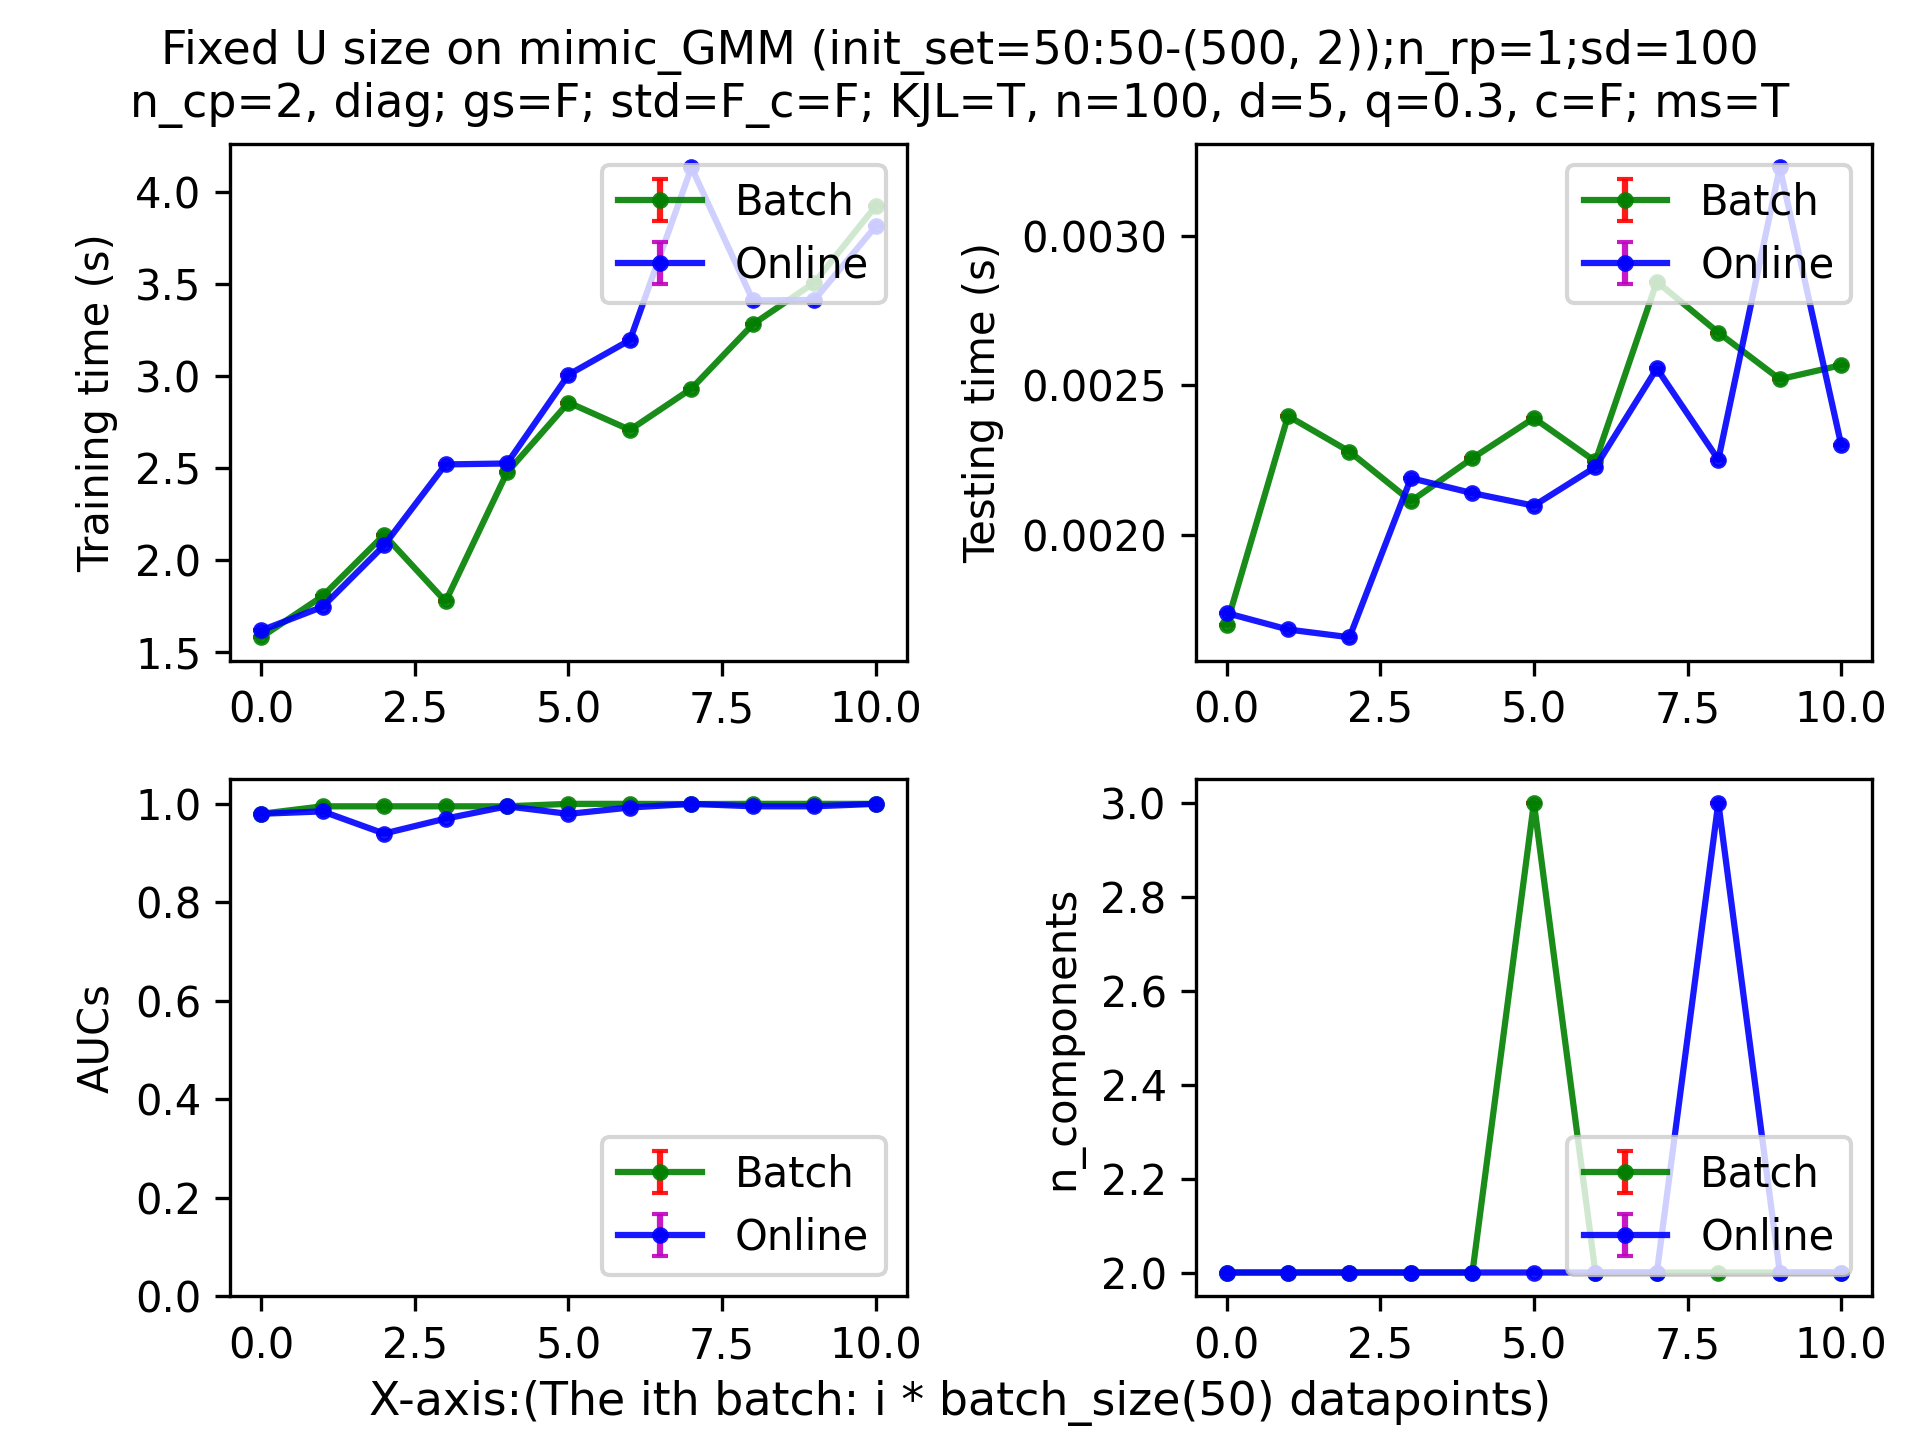 Fixed U size on mimic_GMM (init_set=50:50-(500, 2));n_rp=1;sd=100
n_cp=2, diag; gs=F; std=F_c=F; KJL=T, n=100, d=5, q=0.3, c=F; ms=T
Training time (s)
4.0
3.5
3.0
2.5
2.0
1.5
0.0 2.5 5.0 7.5 10.0
Batch
Online
Testing time (s)
0.0030
0.0025
0.0020
0.0 2.5 5.0 7.5 10.0
Batch
Online
AUCs
1.0
0.8
0.6
0.4
0.2
0.0
0.0 2.5 5.0 7.5 10.0
Batch
Online
n_components
3.0
2.8
2.6
2.4
2.2
2.0
0.0 2.5 5.0 7.5 10.0
Batch
Online
X-axis:(The ith batch: i * batch_size(50) datapoints)